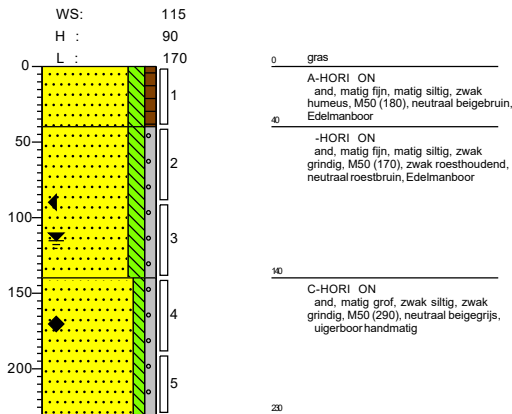 WS: 115
H : 90
L : 170
0
50
100
150
200
1
2
3
4
5
0 gras
A-HORI ON
and, matig fijn, matig siltig, zwak
humeus, M50 (180), neutraal beigebruin,
Edelmanboor
40
-HORI ON
and, matig fijn, matig siltig, zwak
grindig, M50 (170), zwak roesthoudend,
neutraal roestbruin, Edelmanboor
140
C-HORI ON
and, matig grof, zwak siltig, zwak
grindig, M50 (290), neutraal beigegrijs,
uigerboor handmatig
230